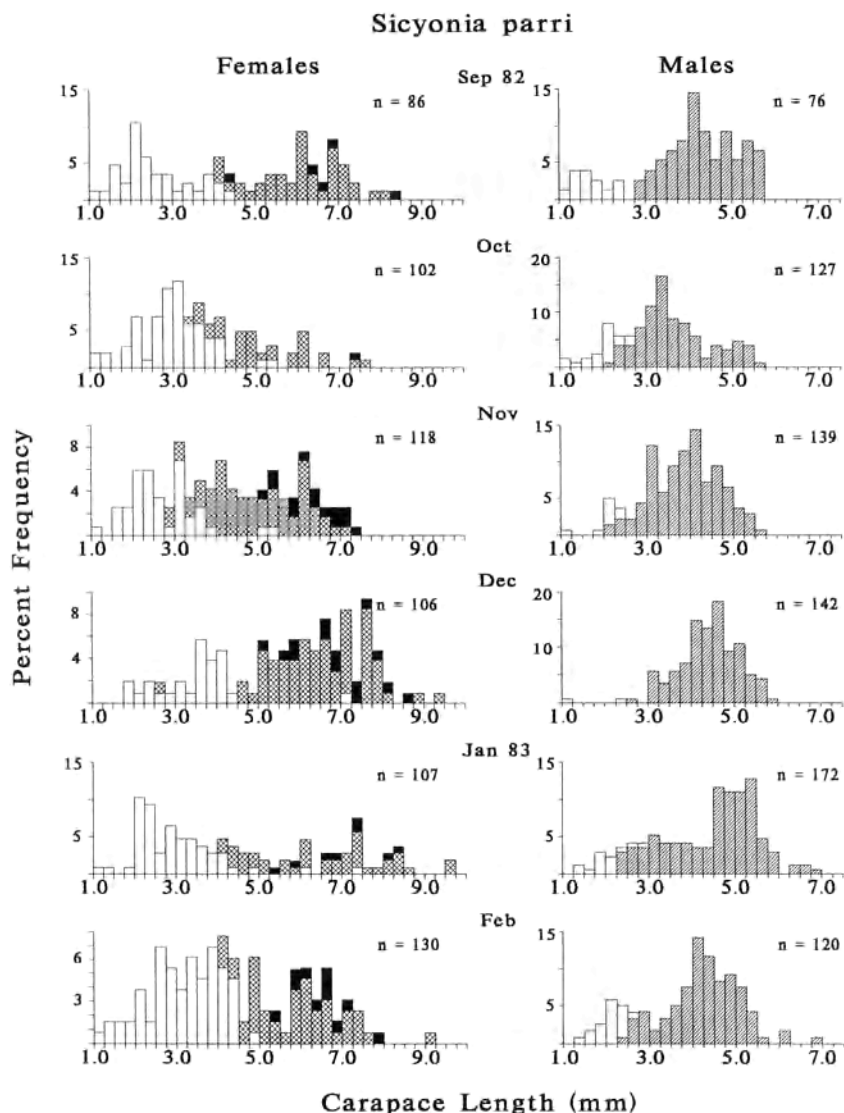 Sicyonia parri
Females Sep 82 Males
15 n = 86 15 n = 76
5 5
1.0 3.0 5.0 7.0 9.0 1.0 3.0 5.0 7.0
Oct
15 n = 102 20 n = 127
5 10
1.0 3.0 5.0 7.0 9.0 1.0 3.0 5.0 7.0
Nov
8 n = 118 15 n = 139
4 5
1.0 3.0 5.0 7.0 9.0 1.0 3.0 5.0 7.0
Dec
8 n = 106 20 n = 142
4 10
1.0 3.0 5.0 7.0 9.0 1.0 3.0 5.0 7.0
Jan 83
15 n = 107 15 n = 172
5 5
1.0 3.0 5.0 7.0 9.0 1.0 3.0 5.0 7.0
Feb
6 n = 130 15 n = 120
3 5
1.0 3.0 5.0 7.0 9.0 1.0 3.0 5.0 7.0
Percent Frequency
Carapace Length (mm)